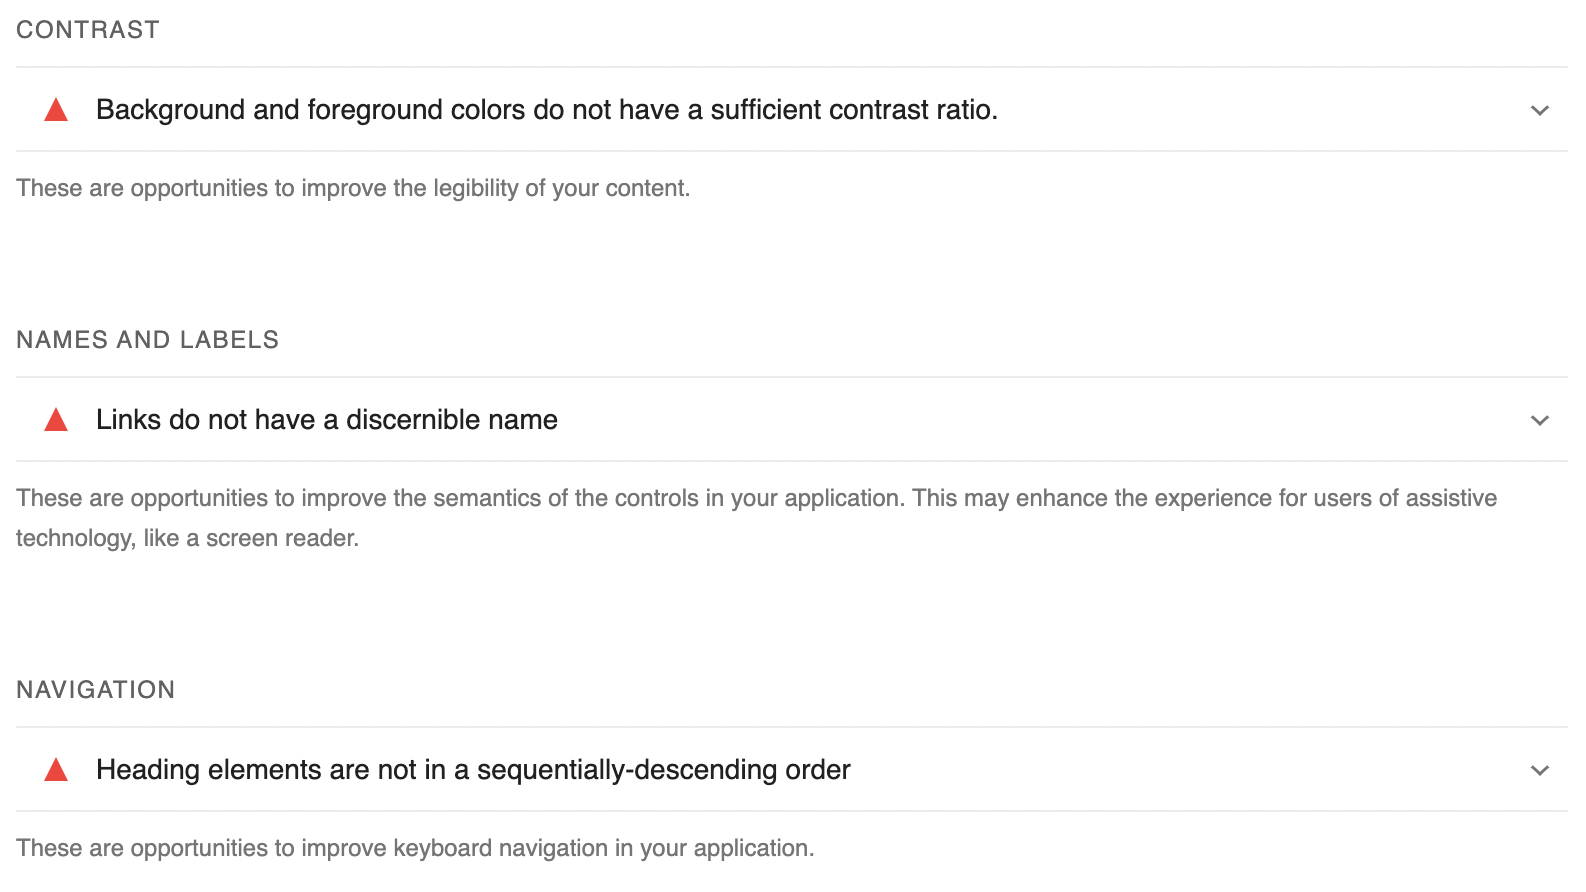 CONTRAST
Background and foreground colors do not have a sufficient contrast ratio.
These are opportunities to improve the legibility of your content.
NAMES AND LABELS
Links do not have a discernible name
These are opportunities to improve the semantics of the controls in your application. This may enhance the experience for users of assistive
technology, like a screen reader.
NAVIGATION
Heading elements are not in a sequentially-descending order
These are opportunities to improve keyboard navigation in your application.